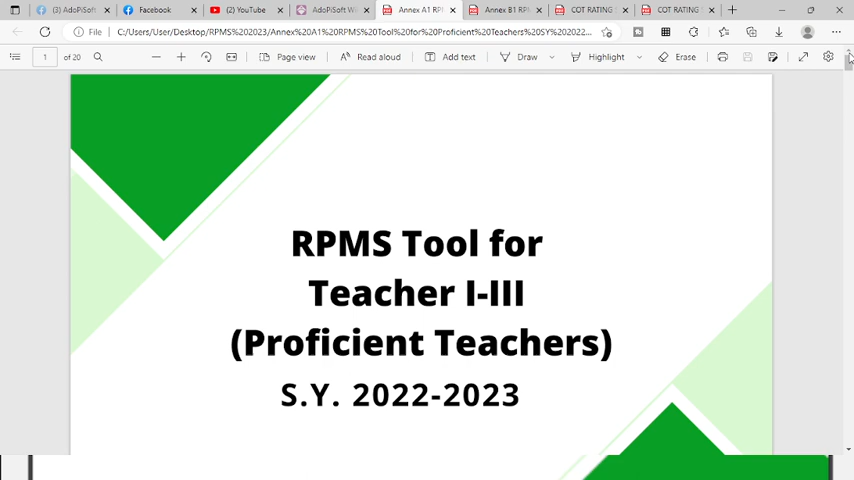 (3) AdoPiSoft
Facebook
(2) YouTube
AdoPiSoft W
Annex A1 RP
Annex B1 RP
COT RATING
COT RATING
File
C:/Users/User/Desktop/RPMS%202023/Annex%20A1%20RPMS%20Tool%20for%20Proficient%20Teachers%20SY%202022...
1
of 20
Page view
Read aloud
Add text
Draw
Highlight
Erase
RPMS Tool for
Teacher I-III
(Proficient Teachers)
S.Y. 2022-2023